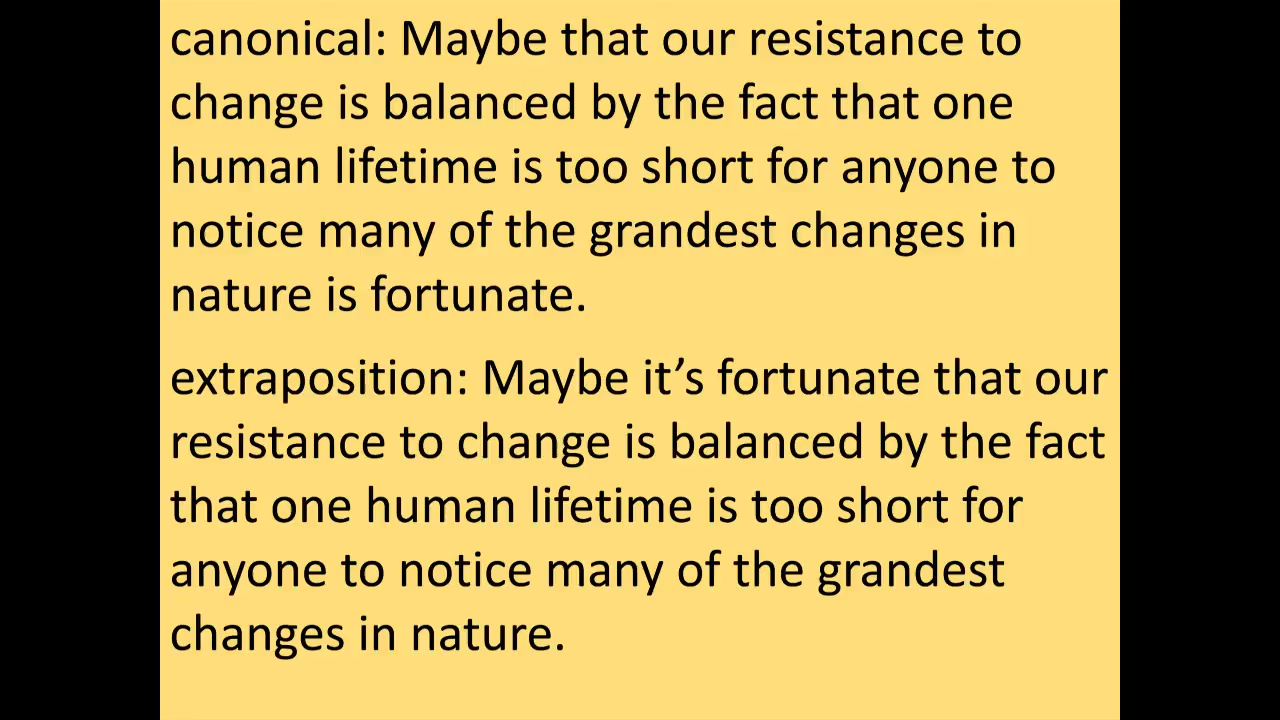 canonical: Maybe that our resistance to
change is balanced by the fact that one
human lifetime is too short for anyone to
notice many of the grandest changes in
nature is fortunate.
extraposition: Maybe it’s fortunate that our
resistance to change is balanced by the fact
that one human lifetime is too short for
anyone to notice many of the grandest
changes in nature.